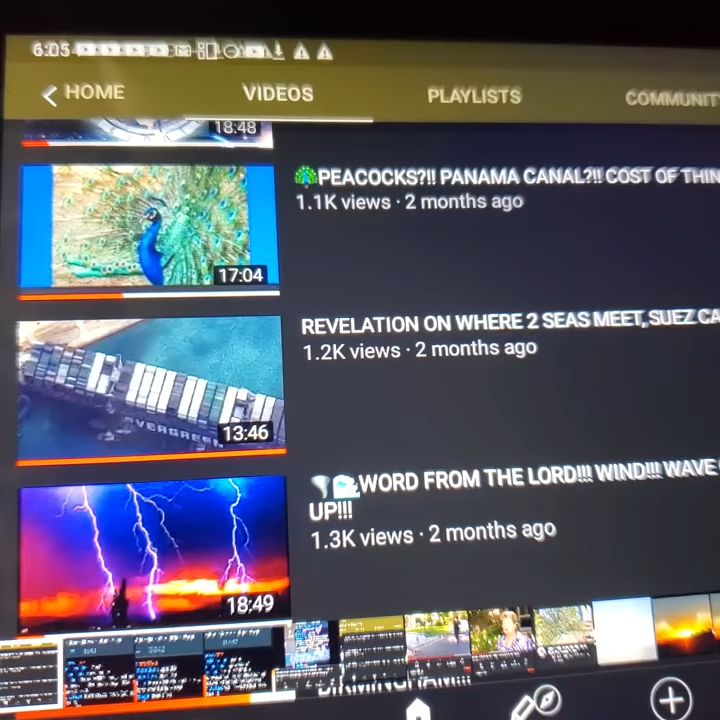 6:05
HOME
VIDEOS
PLAYLISTS
COMMUNIT
18:48
PEACOCKS?!! PANAMA CANAL?!! COST OF THIN
1.1K views · 2 months ago
17:04
REVELATION ON WHERE 2 SEAS MEET, SUEZ CA
1.2K views · 2 months ago
EVERGREEN
13:46
WORD FROM THE LORD!!! WIND!!! WAVE
UP!!!
1.3K views · 2 months ago
18:49